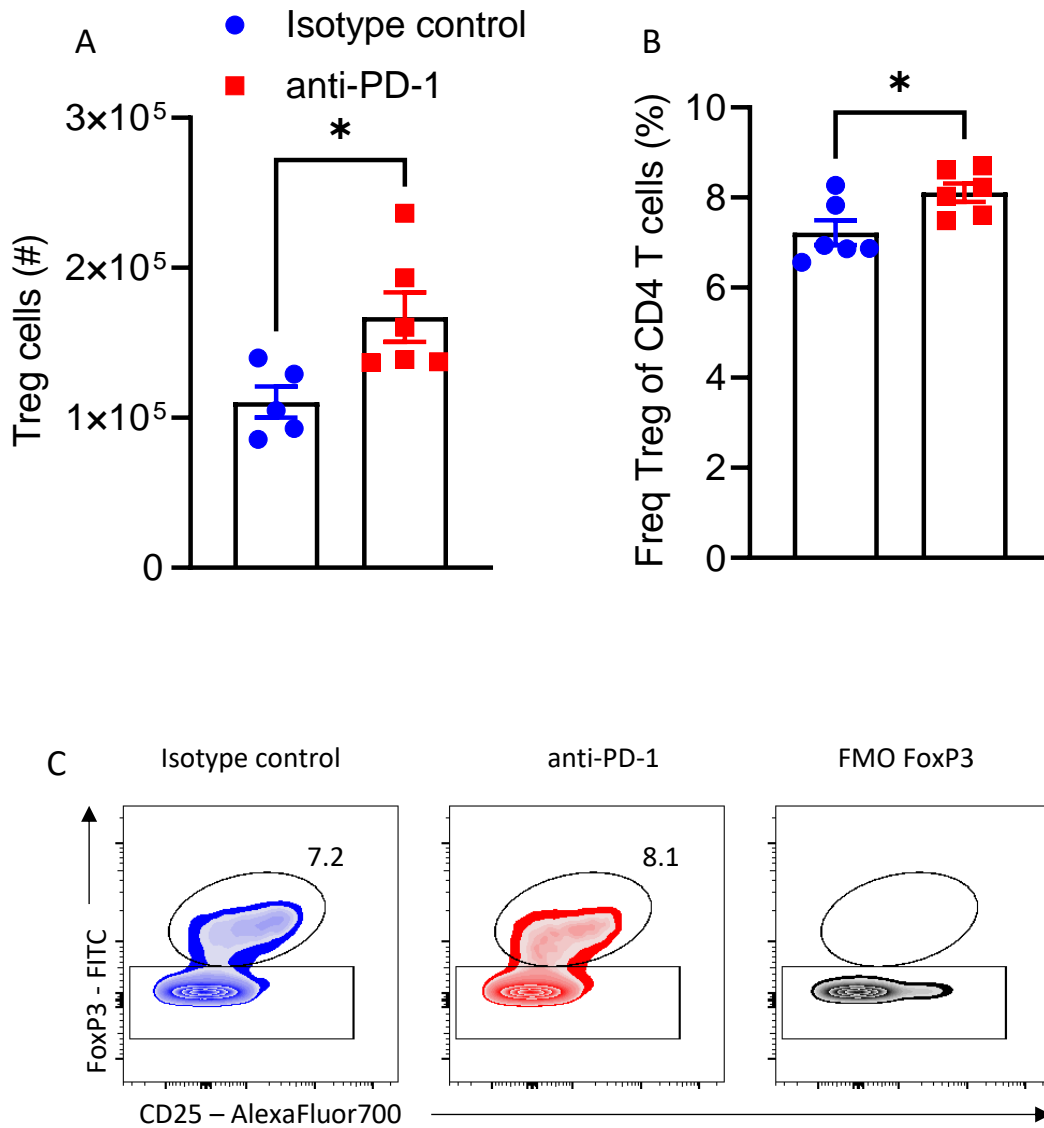 A
Isotype control
anti-PD-1
*
3×10⁵
2×10⁵
1×10⁵
0
Treg cells (#)
B
*
10
8
6
4
2
0
Freq Treg of CD4 T cells (%)
C
Isotype control
anti-PD-1
FMO FoxP3
7.2
8.1
FoxP3 - FITC
CD25 – AlexaFluor700